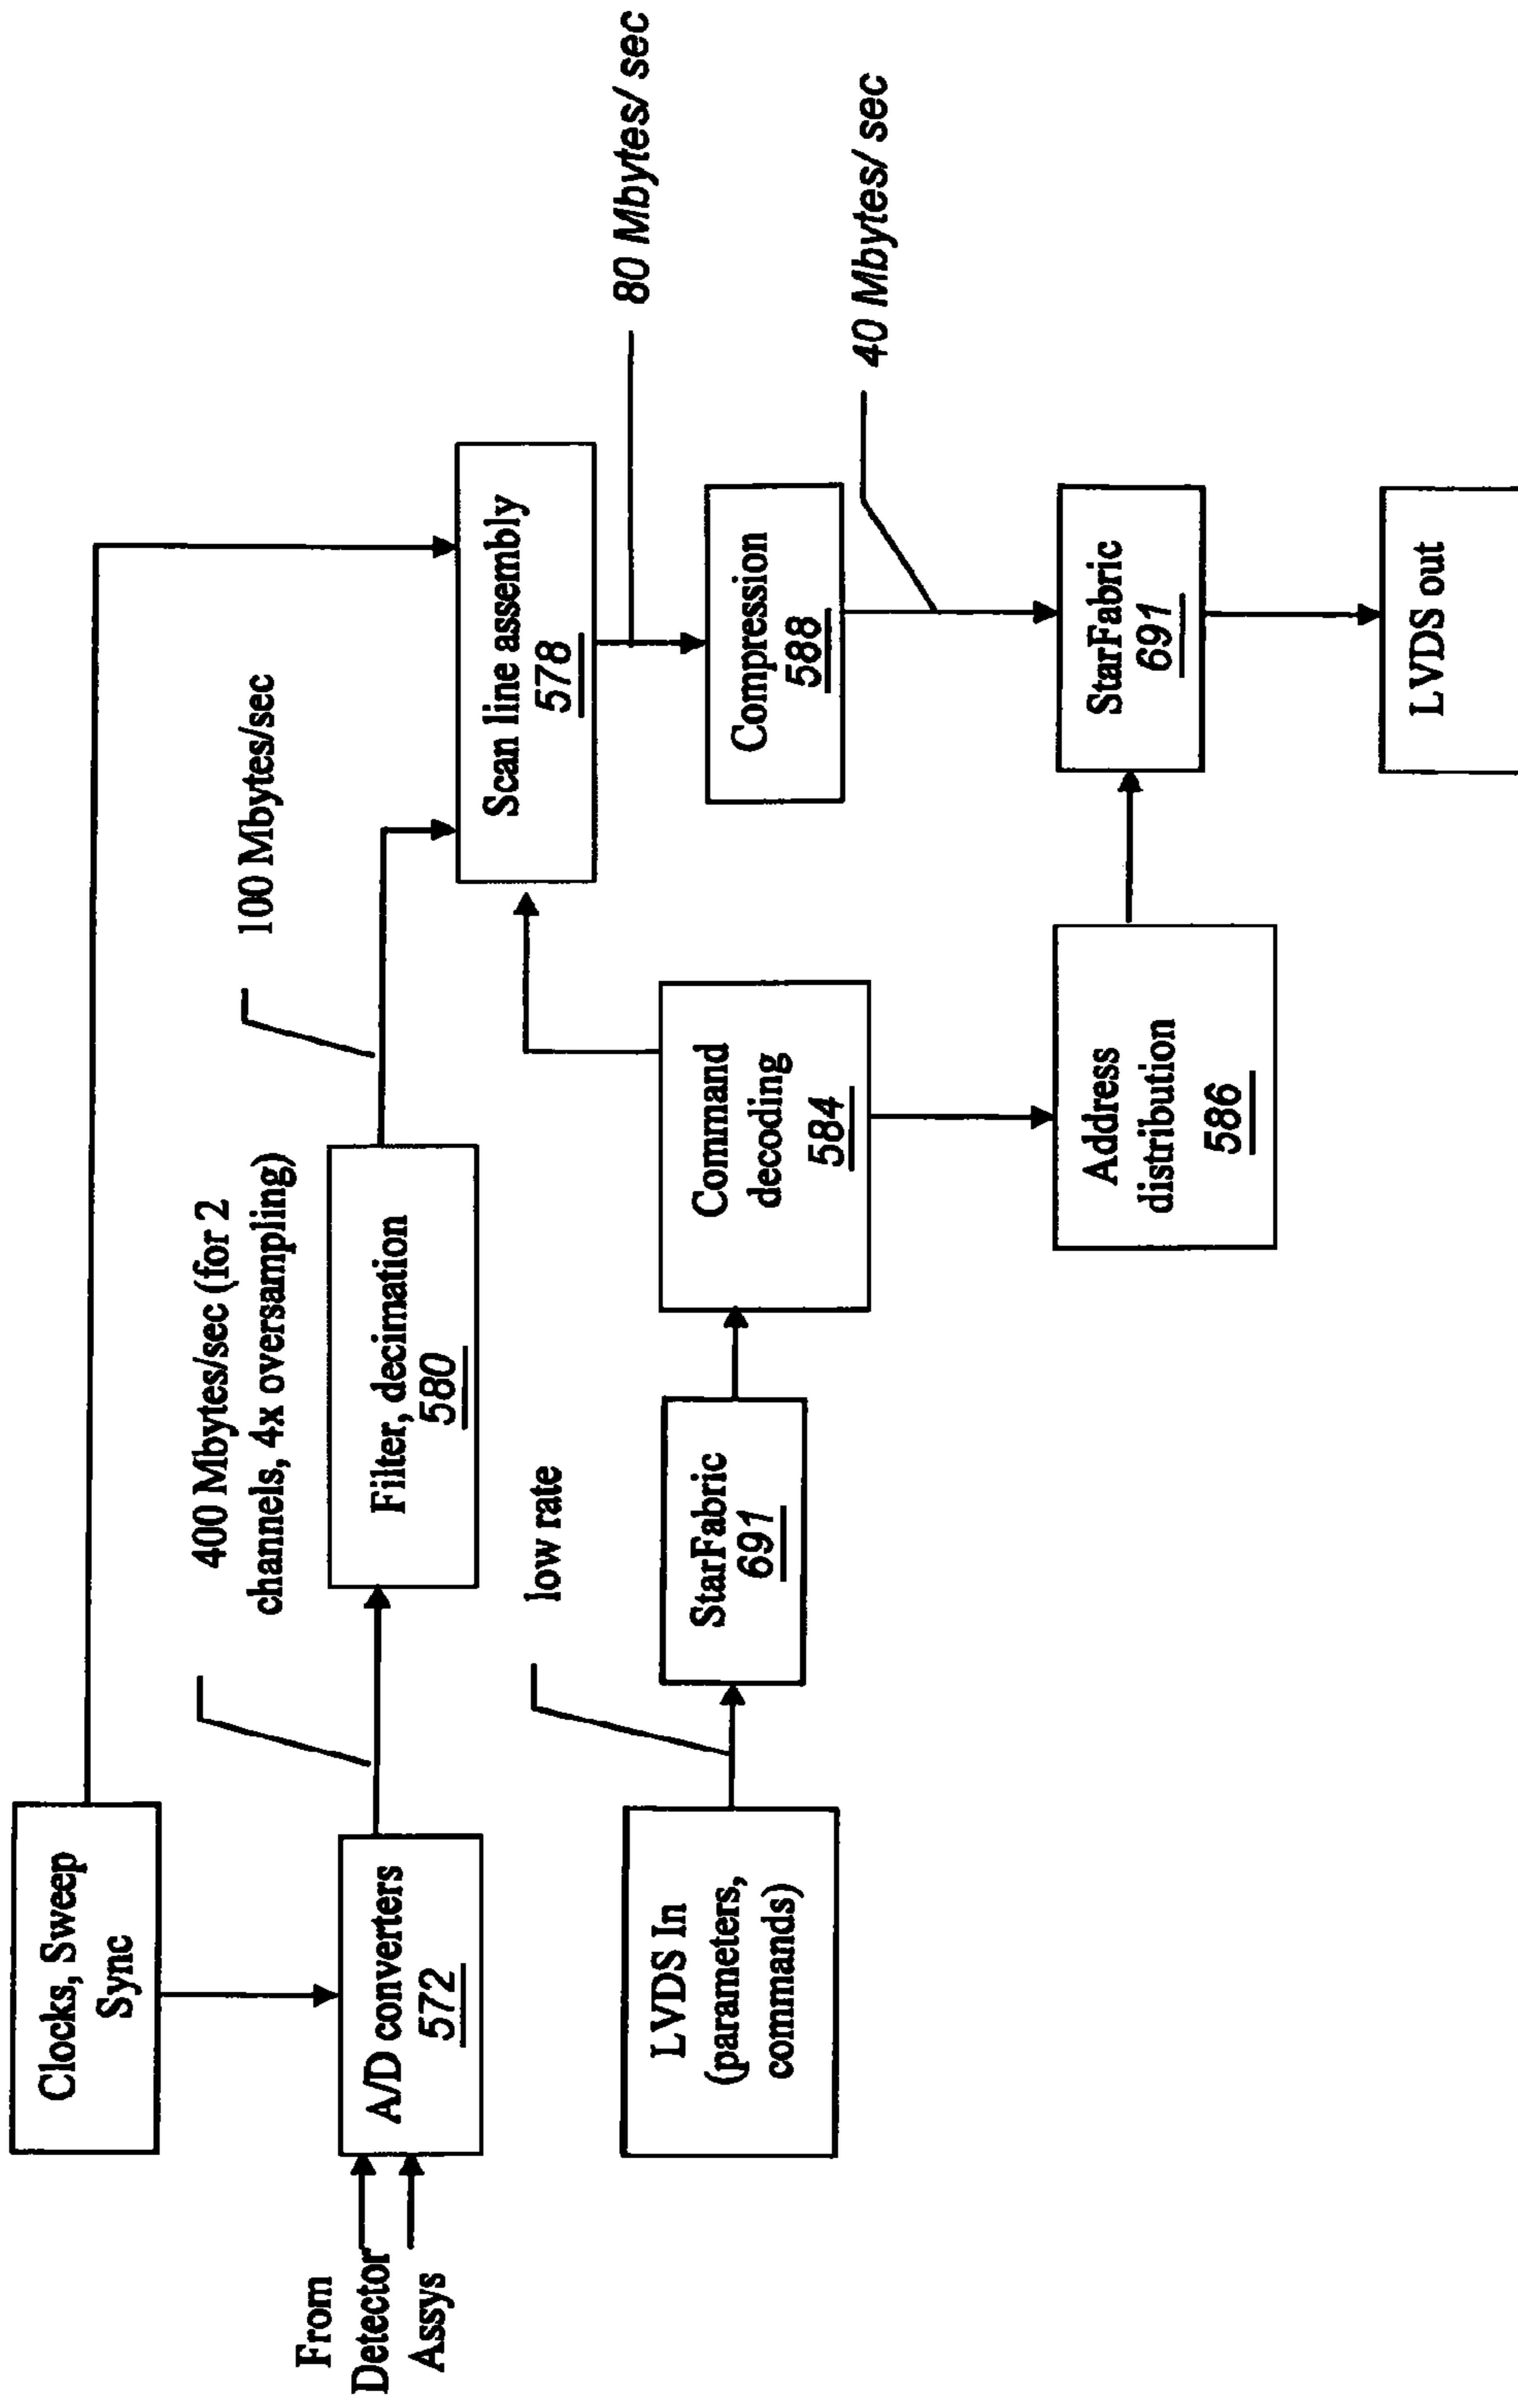 Clocks, Sweep
Sync
400 Mbytes/sec (for 2
channels, 4x oversampling)
100 Mbytes/sec
From
Detector
Assys
A/D converters
572
Filter, decimation
580
Scan line assembly
578
80 Mbytes/ sec
low rate
LVDS In
(parameters,
commands)
StarFabric
691
Command
decoding
584
Compression
588
40 Mbytes/ sec
Address
distribution
586
StarFabric
691
LVDS out